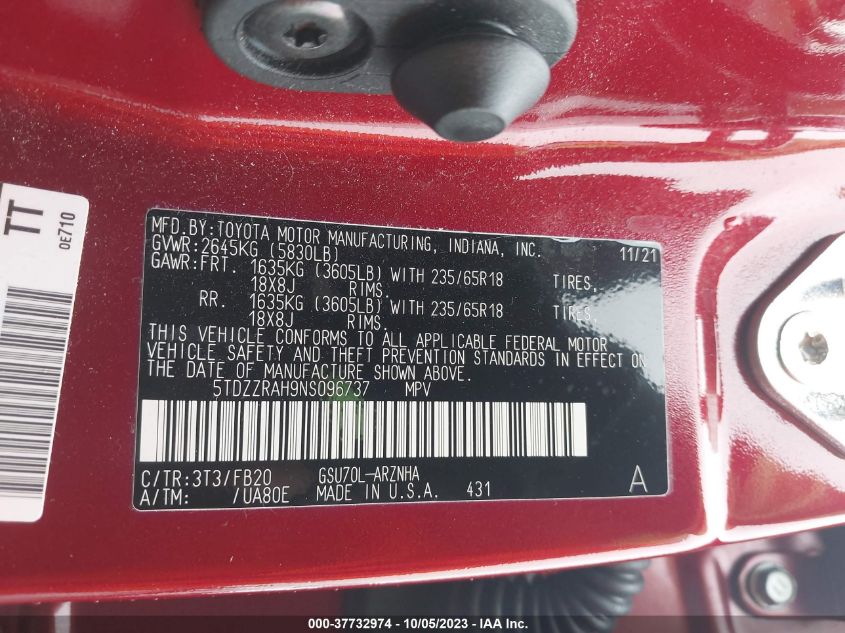 TT
0E710
MFD.BY:TOYOTA MOTOR MANUFACTURING, INDIANA, INC. 11/21
GVWR:2645KG (5830LB)
GAWR:FRT. 1635KG (3605LB) WITH 235/65R18 TIRES,
18X8J RIMS.
RR. 1635KG (3605LB) WITH 235/65R18 TIRES,
18X8J RIMS.
THIS VEHICLE CONFORMS TO ALL APPLICABLE FEDERAL MOTOR
VEHICLE SAFETY AND THEFT PREVENTION STANDARDS IN EFFECT ON
THE DATE OF MANUFACTURE SHOWN ABOVE.
5TDZZRAH9NS096737 MPV
C/TR:3T3/FB20 GSU70L-ARZNHA
A/TM: /UA80E MADE IN U.S.A. 431 A
000-37732974 - 10/05/2023 - IAA Inc.